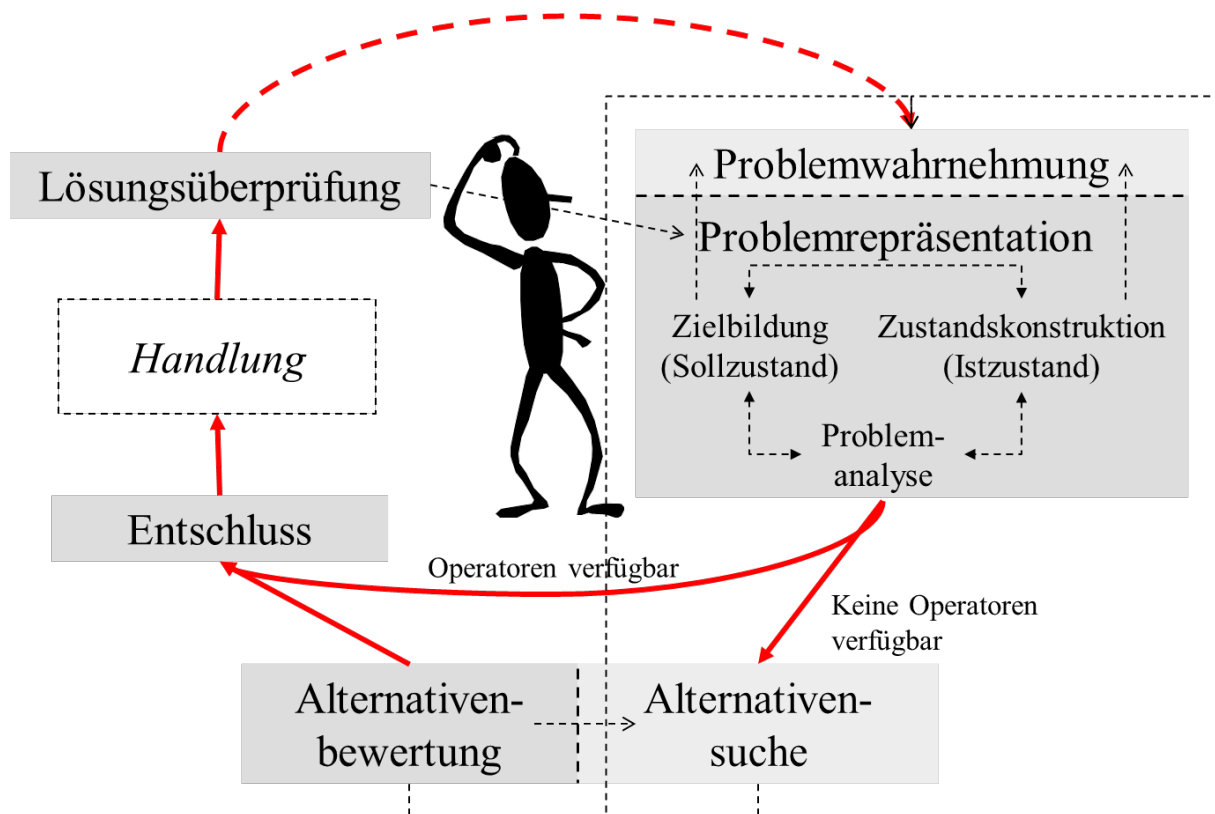 Problemwahrnehmung
Lösungsüberprüfung
Problemrepräsentation
Zielbildung
(Sollzustand)
Zustandskonstruktion
(Istzustand)
Handlung
Problem-
analyse
Entschluss
Operatoren verfügbar
Keine Operatoren
verfügbar
Alternativen-
bewertung
Alternativen-
suche